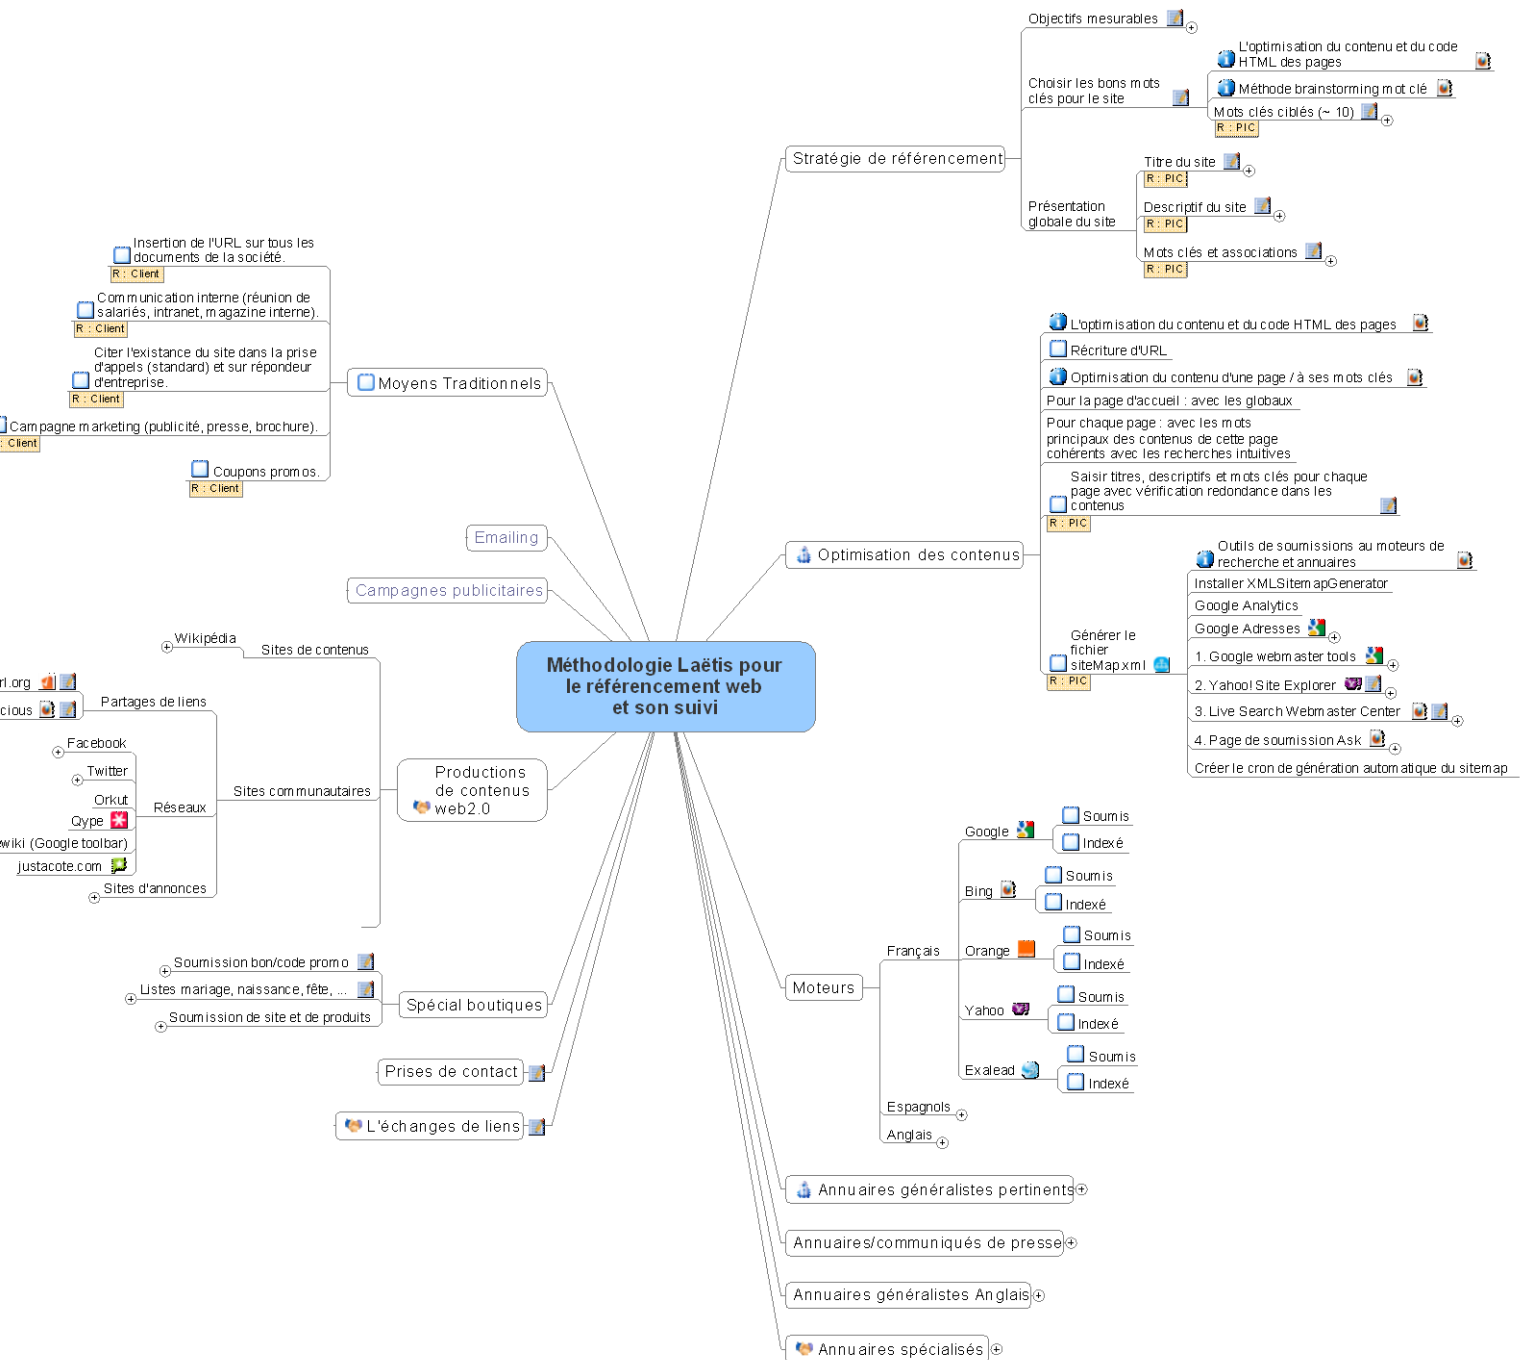 Méthodologie Laëtis pour
le référencement web
et son suivi
Stratégie de référencement
Objectifs mesurables
Choisir les bons mots
clés pour le site
L'optimisation du contenu et du code
HTML des pages
Méthode brainstorming mot clé
Mots clés ciblés (~ 10)
R : PIC
Présentation
globale du site
Titre du site
R : PIC
Descriptif du site
R : PIC
Mots clés et associations
R : PIC
Optimisation des contenus
L'optimisation du contenu et du code HTML des pages
Récriture d'URL
Optimisation du contenu d'une page / à ses mots clés
Pour la page d'accueil : avec les globaux
Pour chaque page : avec les mots
principaux des contenus de cette page
cohérents avec les recherches intuitives
Saisir titres, descriptifs et mots clés pour chaque
page avec vérification redondance dans les
contenus
R : PIC
Générer le
fichier
siteMap.xml
R : PIC
Outils de soumissions au moteurs de
recherche et annuaires
Installer XMLSitemapGenerator
Google Analytics
Google Adresses
1. Google webmaster tools
2. Yahoo! Site Explorer
3. Live Search Webmaster Center
4. Page de soumission Ask
Créer le cron de génération automatique du sitemap
Moteurs
Français
Google
Soumis
Indexé
Bing
Soumis
Indexé
Orange
Soumis
Indexé
Yahoo
Soumis
Indexé
Exalead
Soumis
Indexé
Espagnols
Anglais
Annuaires généralistes pertinents
Annuaires/communiqués de presse
Annuaires généralistes Anglais
Annuaires spécialisés
Moyens Traditionnels
Insertion de l'URL sur tous les
documents de la société.
R : Client
Communication interne (réunion de
salariés, intranet, magazine interne).
R : Client
Citer l'existance du site dans la prise
d'appels (standard) et sur répondeur
d'entreprise.
R : Client
Campagne marketing (publicité, presse, brochure).
: Client
Coupons promos.
R : Client
Emailing
Campagnes publicitaires
Productions
de contenus
web2.0
Sites de contenus
Wikipédia
Sites communautaires
Partages de liens
rl.org
cious
Réseaux
Facebook
Twitter
Orkut
Qype
ewiki (Google toolbar)
justacote.com
Sites d'annonces
Spécial boutiques
Soumission bon/code promo
Listes mariage, naissance, fête, ...
Soumission de site et de produits
Prises de contact
L'échanges de liens